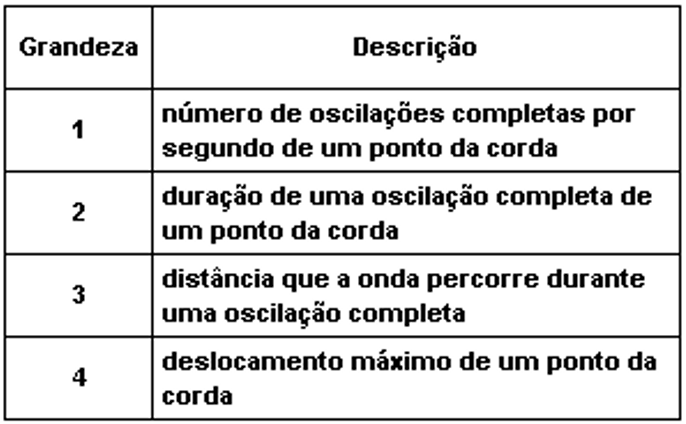 Grandeza Descrição
1 número de oscilações completas por
segundo de um ponto da corda
2 duração de uma oscilação completa de
um ponto da corda
3 distância que a onda percorre durante
uma oscilação completa
4 deslocamento máximo de um ponto da
corda